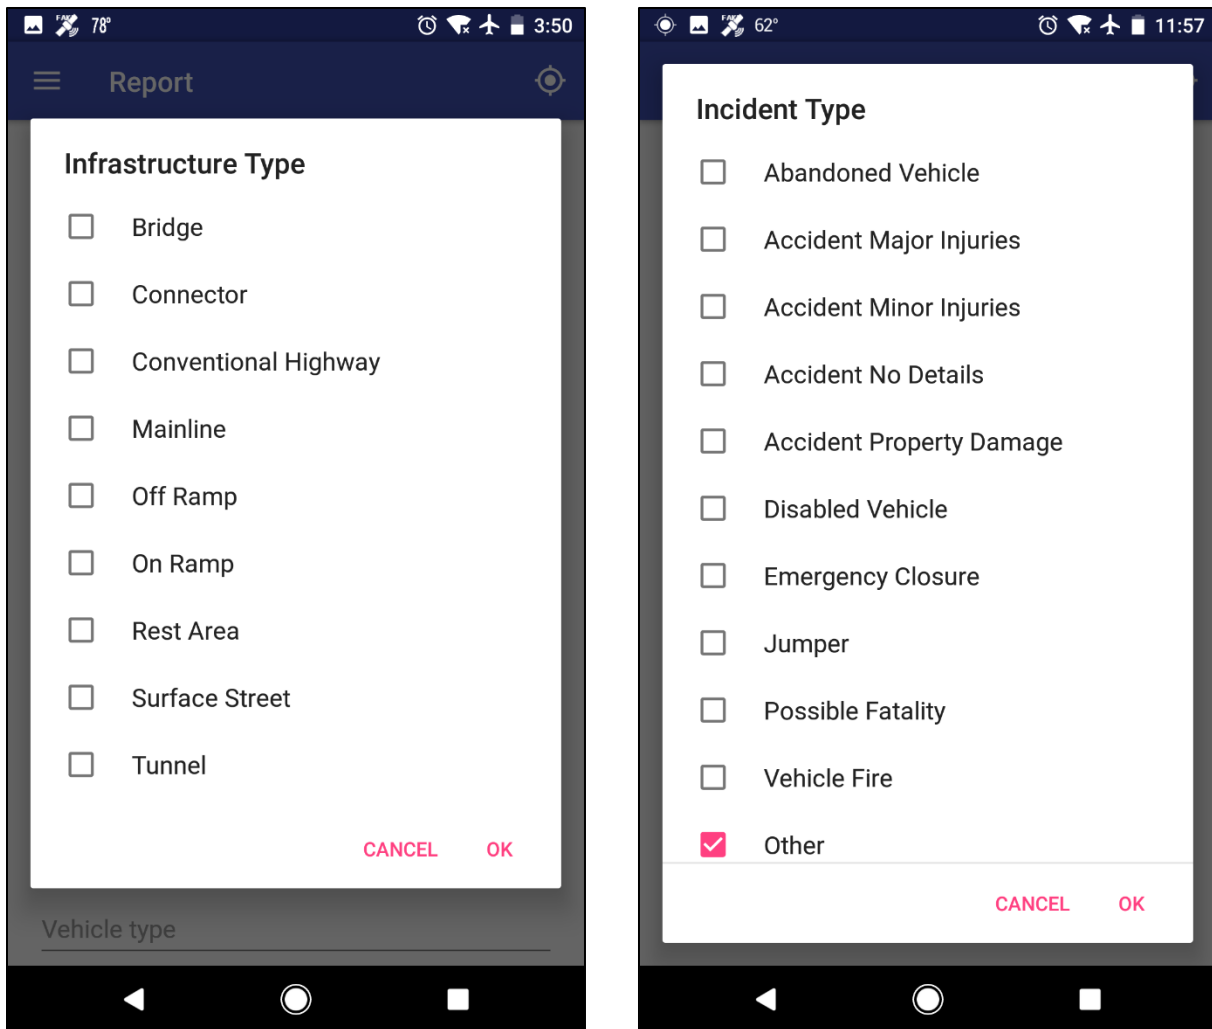 FAKE 78° 3:50
Report
Infrastructure Type
Bridge
Connector
Conventional Highway
Mainline
Off Ramp
On Ramp
Rest Area
Surface Street
Tunnel
CANCEL OK
Vehicle type
62° 11:57
Incident Type
Abandoned Vehicle
Accident Major Injuries
Accident Minor Injuries
Accident No Details
Accident Property Damage
Disabled Vehicle
Emergency Closure
Jumper
Possible Fatality
Vehicle Fire
Other
CANCEL OK